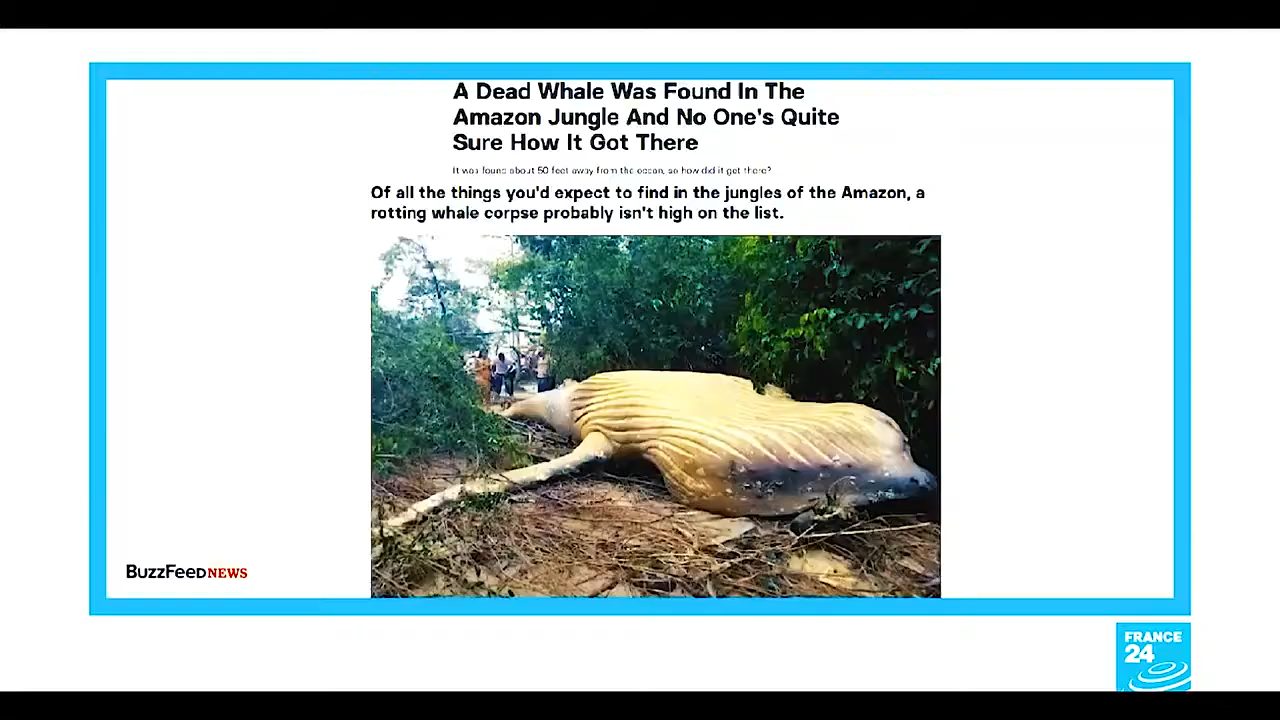 A Dead Whale Was Found In The
Amazon Jungle And No One's Quite
Sure How It Got There
It was found about 50 feet away from the ocean, so how did it get there?
Of all the things you'd expect to find in the jungles of the Amazon, a
rotting whale corpse probably isn't high on the list.
BuzzFeed NEWS
FRANCE
24